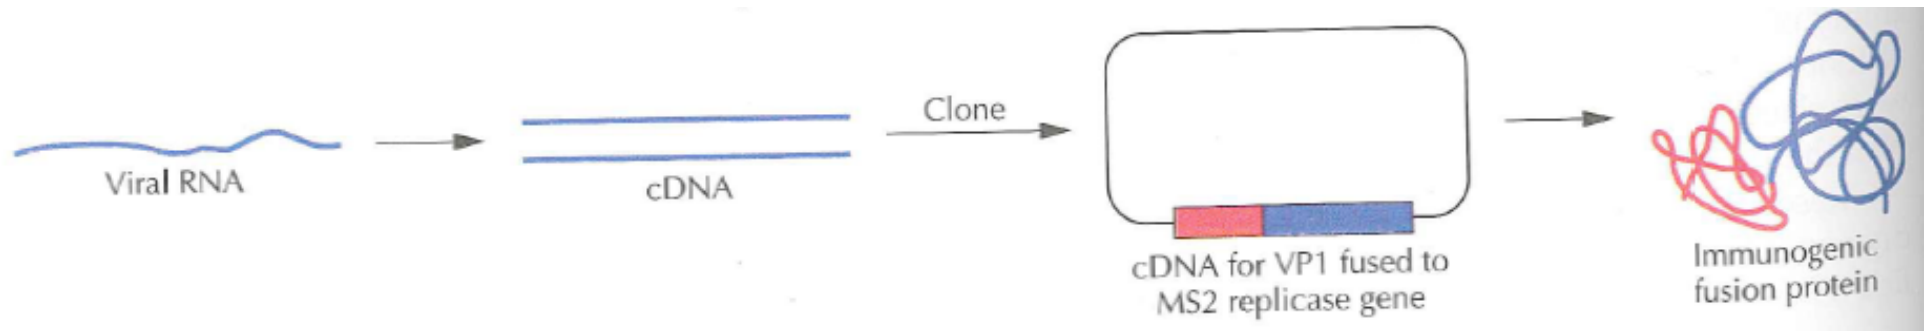 Viral RNA
cDNA
Clone
cDNA for VP1 fused to
MS2 replicase gene
Immunogenic
fusion protein